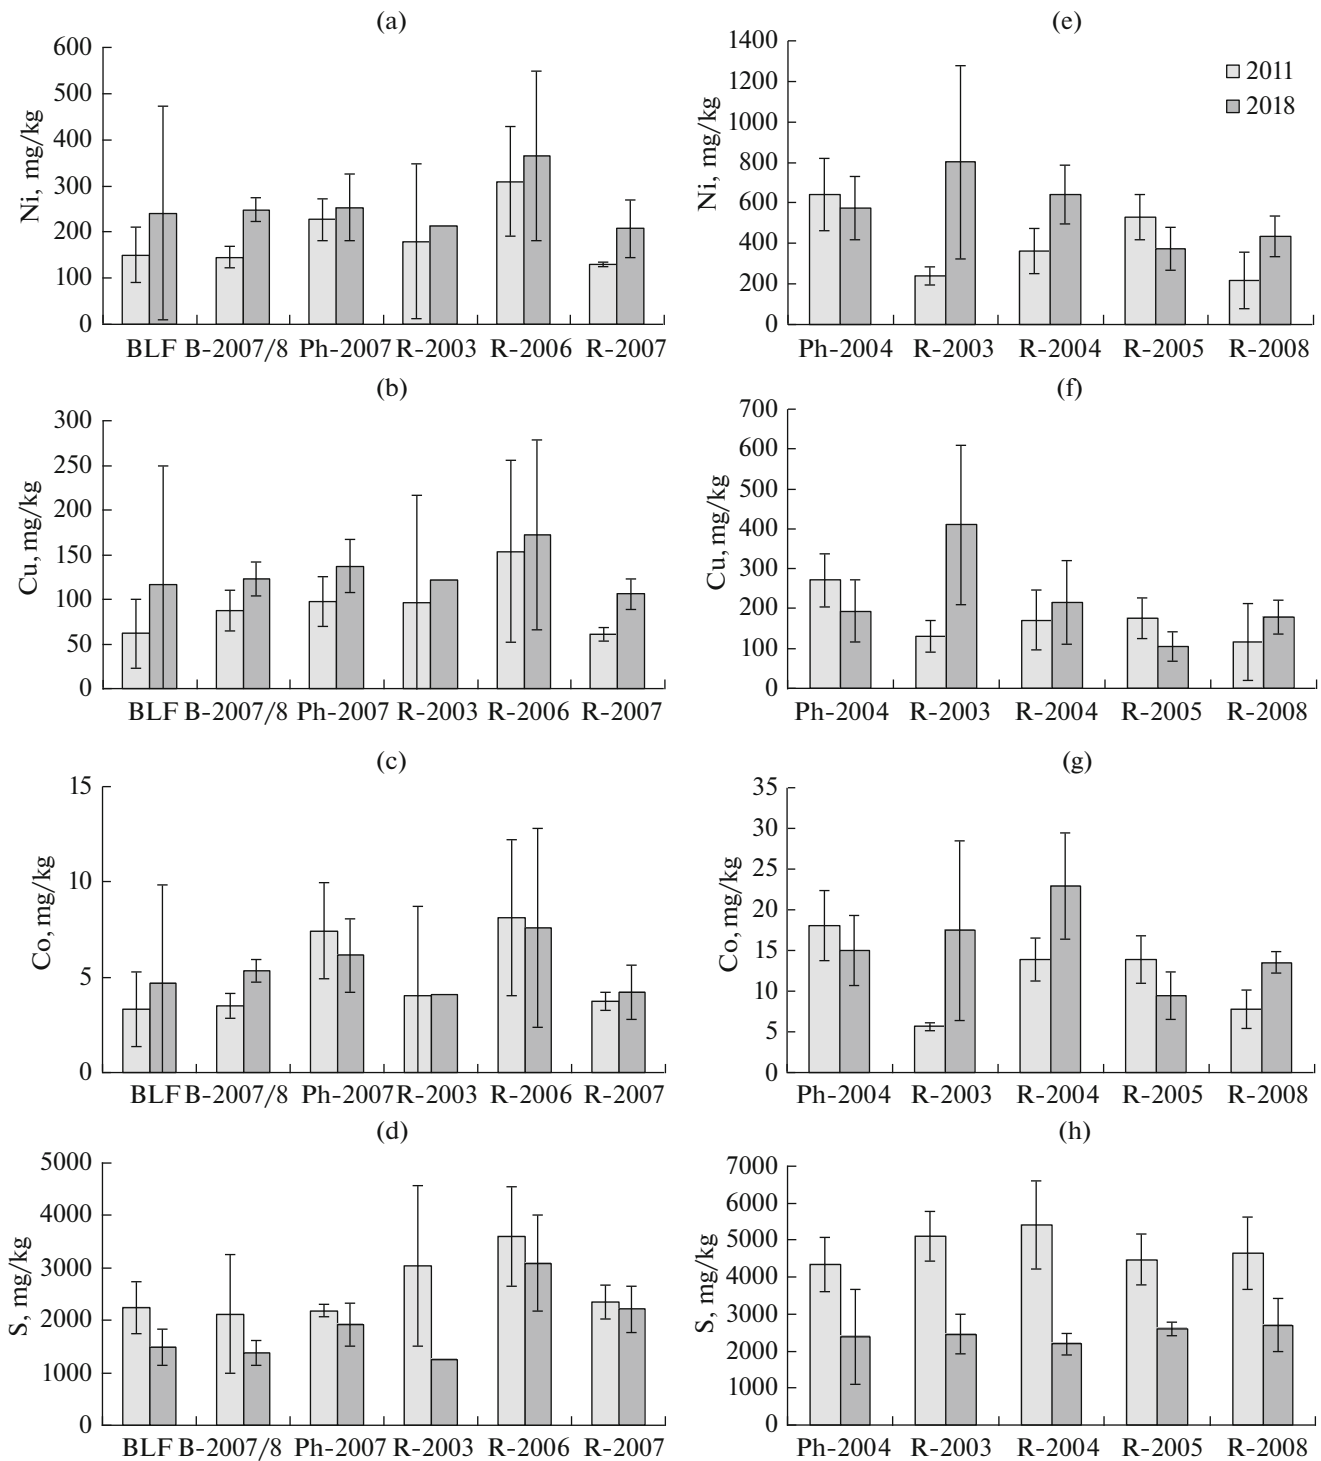 (a)
Ni, mg/kg
600
500
400
300
200
100
0
BLF B-2007/8 Ph-2007 R-2003 R-2006 R-2007
(e)
Ni, mg/kg
1400
1200
1000
800
600
400
200
0
2011
2018
Ph-2004 R-2003 R-2004 R-2005 R-2008
(b)
Cu, mg/kg
300
250
200
150
100
50
0
BLF B-2007/8 Ph-2007 R-2003 R-2006 R-2007
(f)
Cu, mg/kg
700
600
500
400
300
200
100
0
Ph-2004 R-2003 R-2004 R-2005 R-2008
(c)
Co, mg/kg
15
10
5
0
BLF B-2007/8 Ph-2007 R-2003 R-2006 R-2007
(g)
Co, mg/kg
35
30
25
20
15
10
5
0
Ph-2004 R-2003 R-2004 R-2005 R-2008
(d)
S, mg/kg
5000
4000
3000
2000
1000
0
BLF B-2007/8 Ph-2007 R-2003 R-2006 R-2007
(h)
S, mg/kg
7000
6000
5000
4000
3000
2000
1000
0
Ph-2004 R-2003 R-2004 R-2005 R-2008